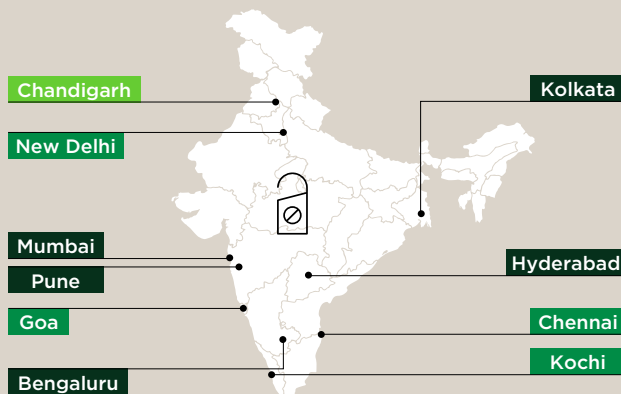 Chandigarh
Kolkata
New Delhi
Mumbai
Hyderabad
Pune
Goa
Chennai
Kochi
Bengaluru